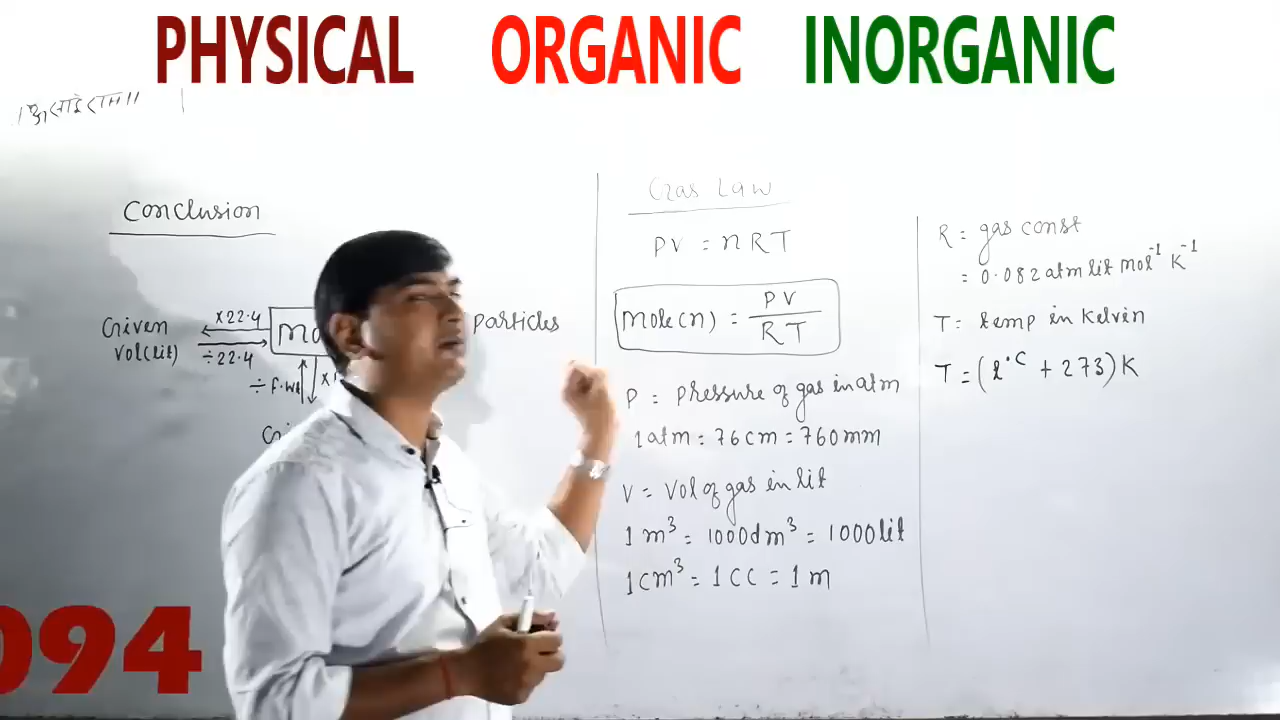 PHYSICAL ORGANIC INORGANIC
Conclusion
Given
vol(lit)
×22.4
÷22.4
÷ f.wt
particles
Gas Law
PV = nRT
mole(n) = PV
RT
P = Pressure of gas in atm
1atm = 76cm = 760mm
V = Vol of gas in lit
1m³ = 1000dm³ = 1000lit
1cm³ = 1CC = 1m
R = gas const
= 0.082 atm lit mol⁻¹ K⁻¹
T = temp in Kelvin
T = (t°C + 273)K
094